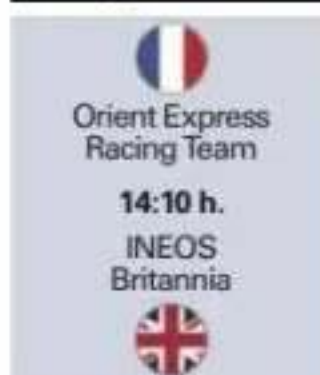 Orient Express
Racing Team
14:10 h.
INEOS
Britannia